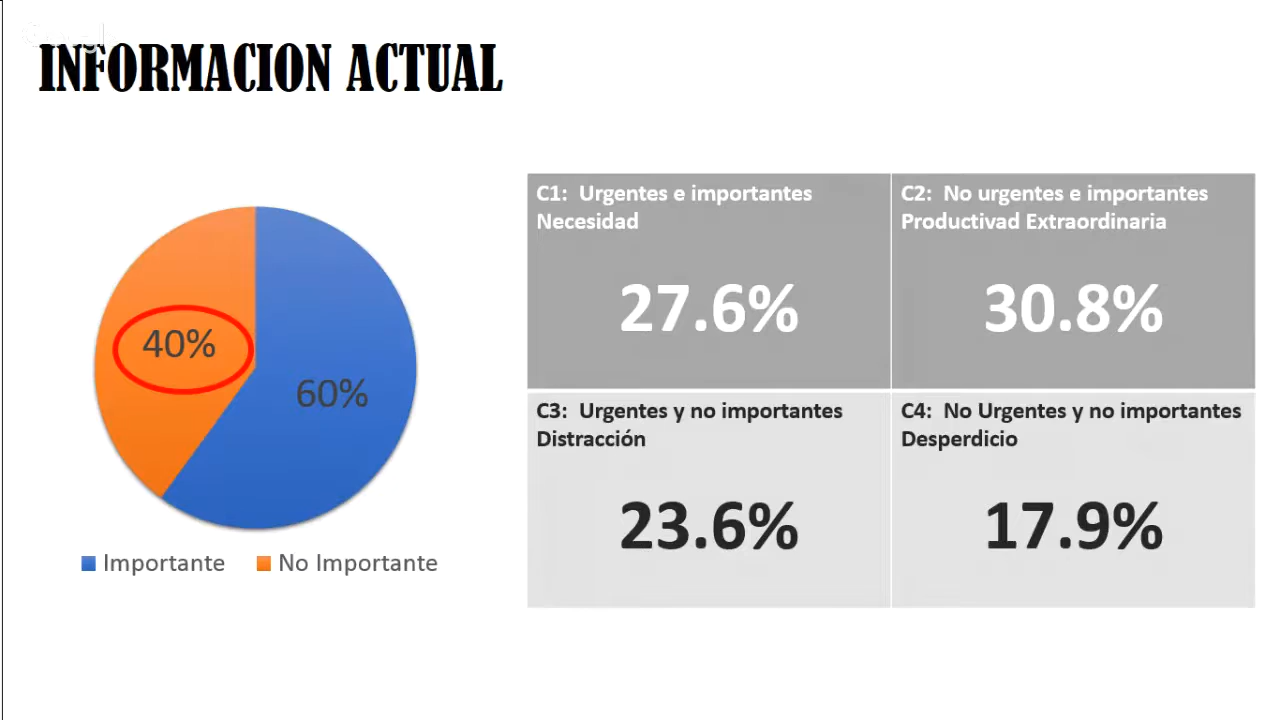 INFORMACION ACTUAL
40%
60%
Importante
No Importante
C1: Urgentes e importantes
Necesidad
27.6%
C2: No urgentes e importantes
Productivad Extraordinaria
30.8%
C3: Urgentes y no importantes
Distracción
23.6%
C4: No Urgentes y no importantes
Desperdicio
17.9%